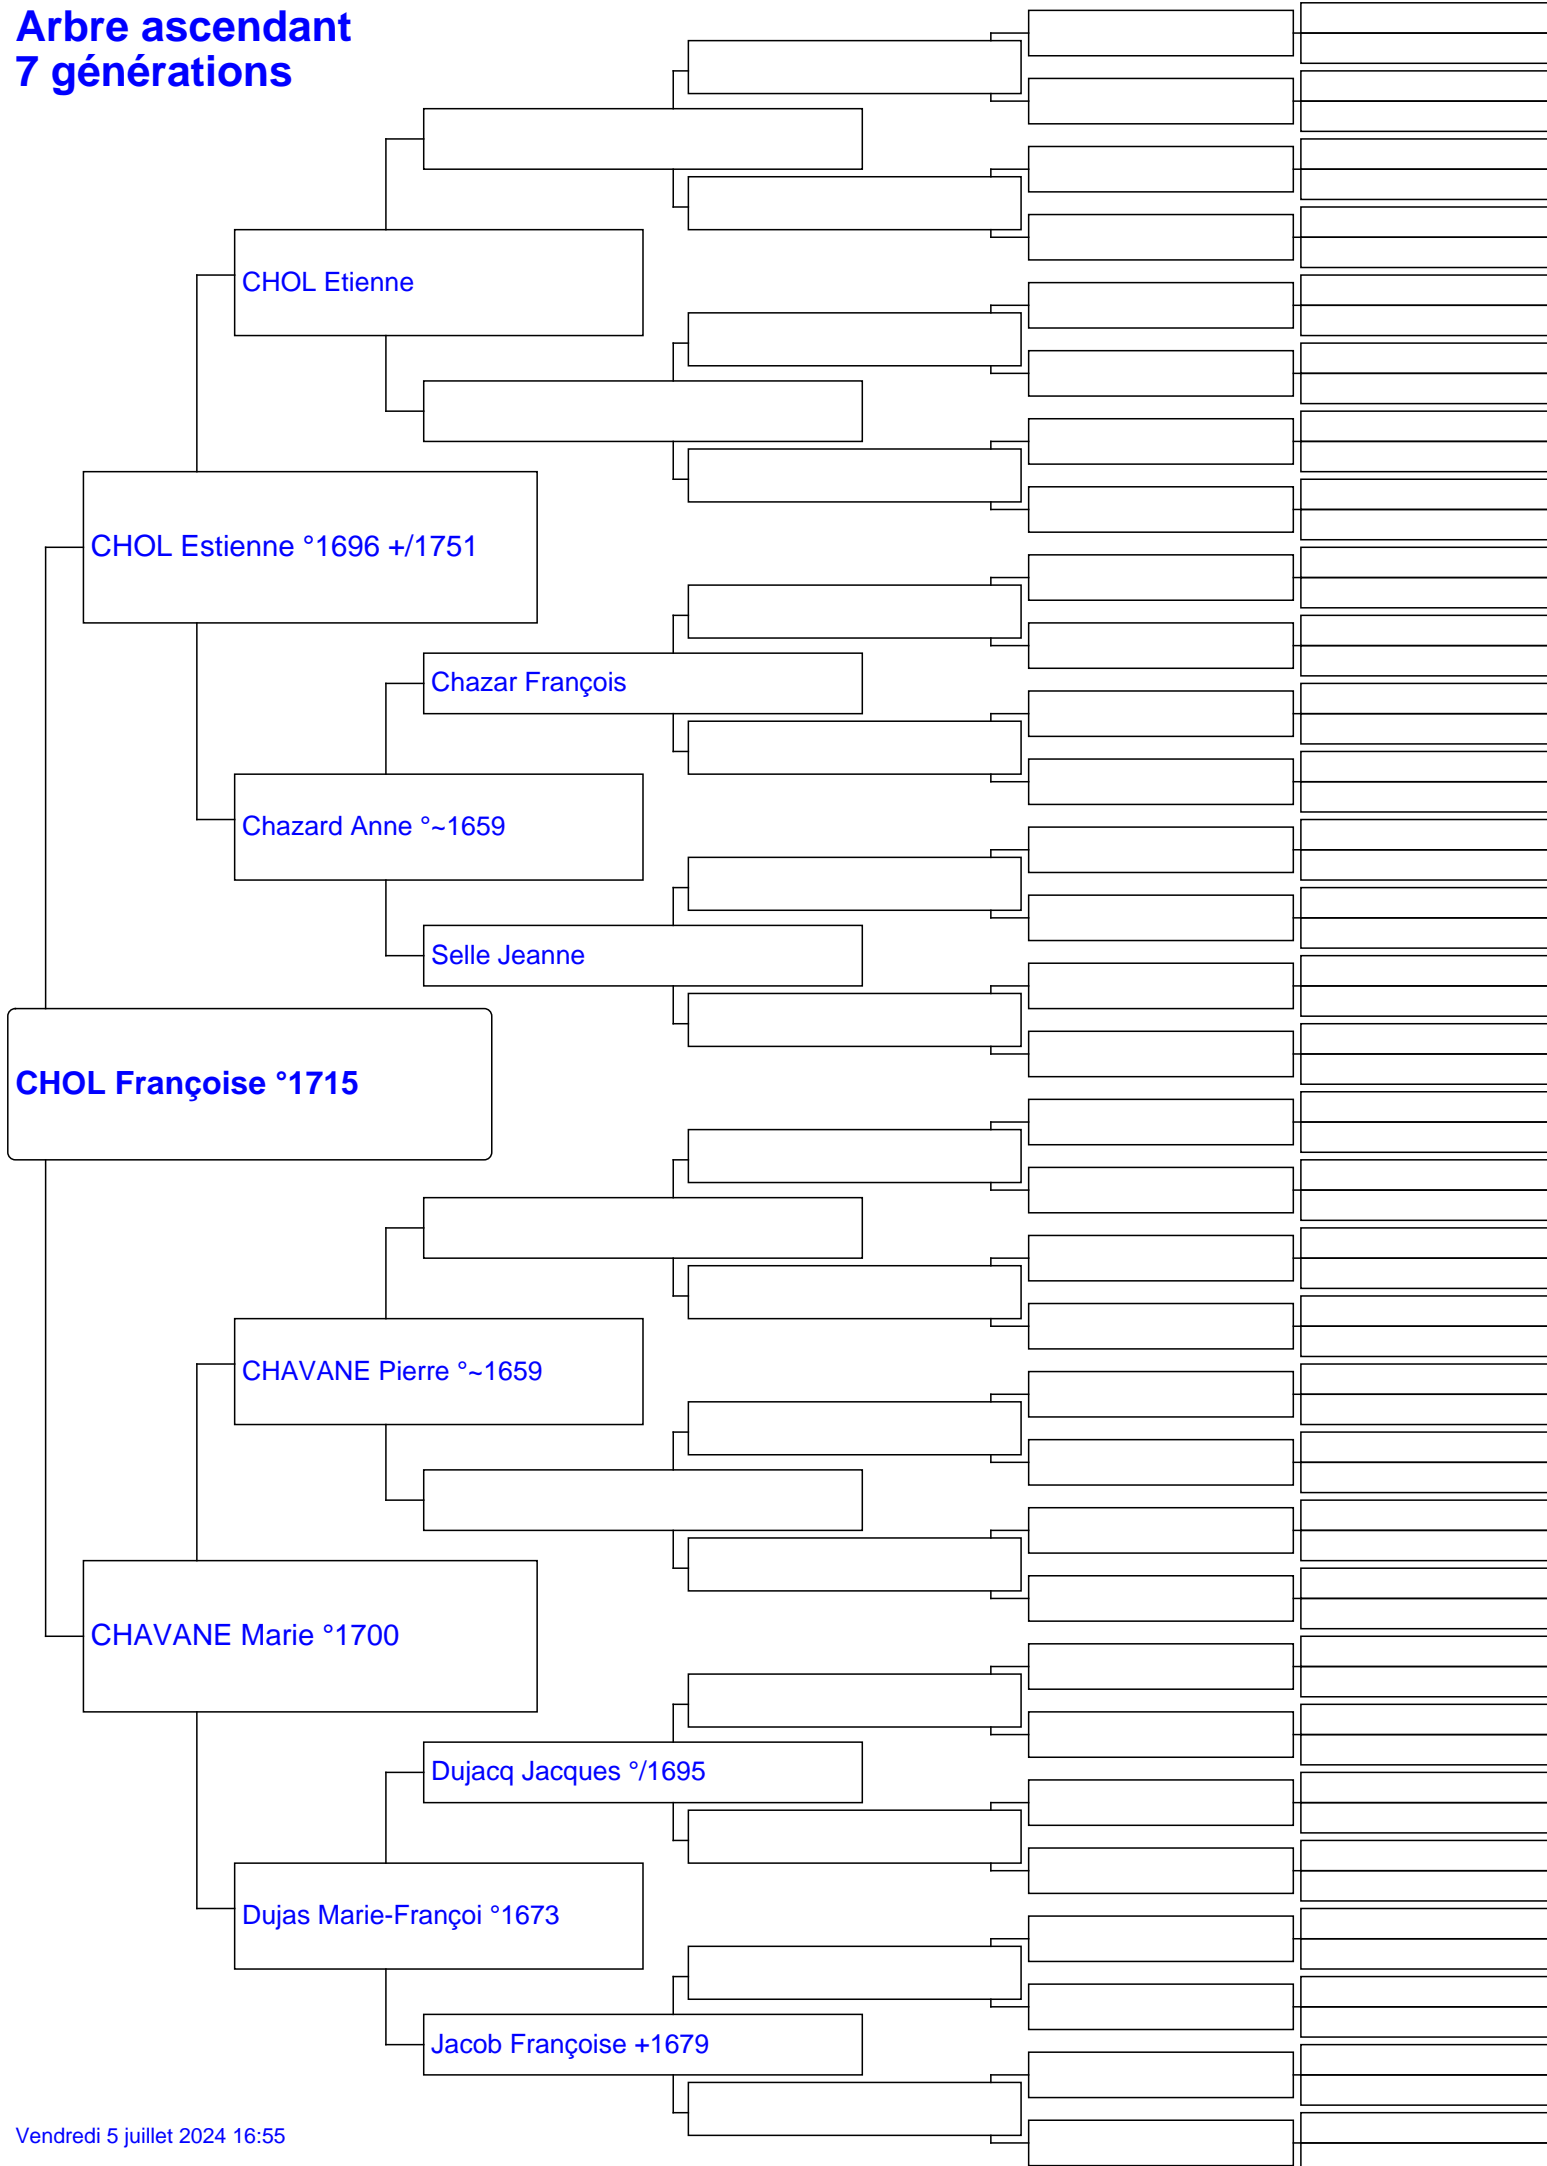 Arbre ascendant
7 générations
CHOL Etienne
CHOL Estienne °1696 +/1751
Chazar François
Chazard Anne °~1659
Selle Jeanne
CHOL Françoise °1715
CHAVANE Pierre °~1659
CHAVANE Marie °1700
Dujacq Jacques °/1695
Dujas Marie-Françoi °1673
Jacob Françoise +1679
Vendredi 5 juillet 2024 16:55